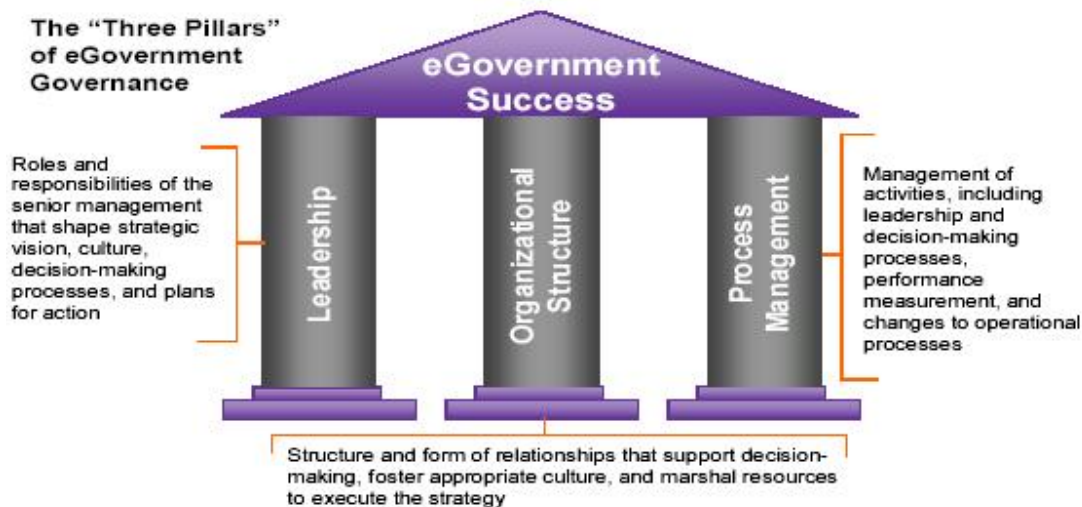 The “Three Pillars”
of eGovernment
Governance
eGovernment
Success
Roles and
responsibilities of the
senior management
that shape strategic
vision, culture,
decision-making
processes, and plans
for action
Leadership
Organizational
Structure
Process
Management
Management of
activities, including
leadership and
decision-making
processes,
performance
measurement, and
changes to operational
processes
Structure and form of relationships that support decision-
making, foster appropriate culture, and marshal resources
to execute the strategy